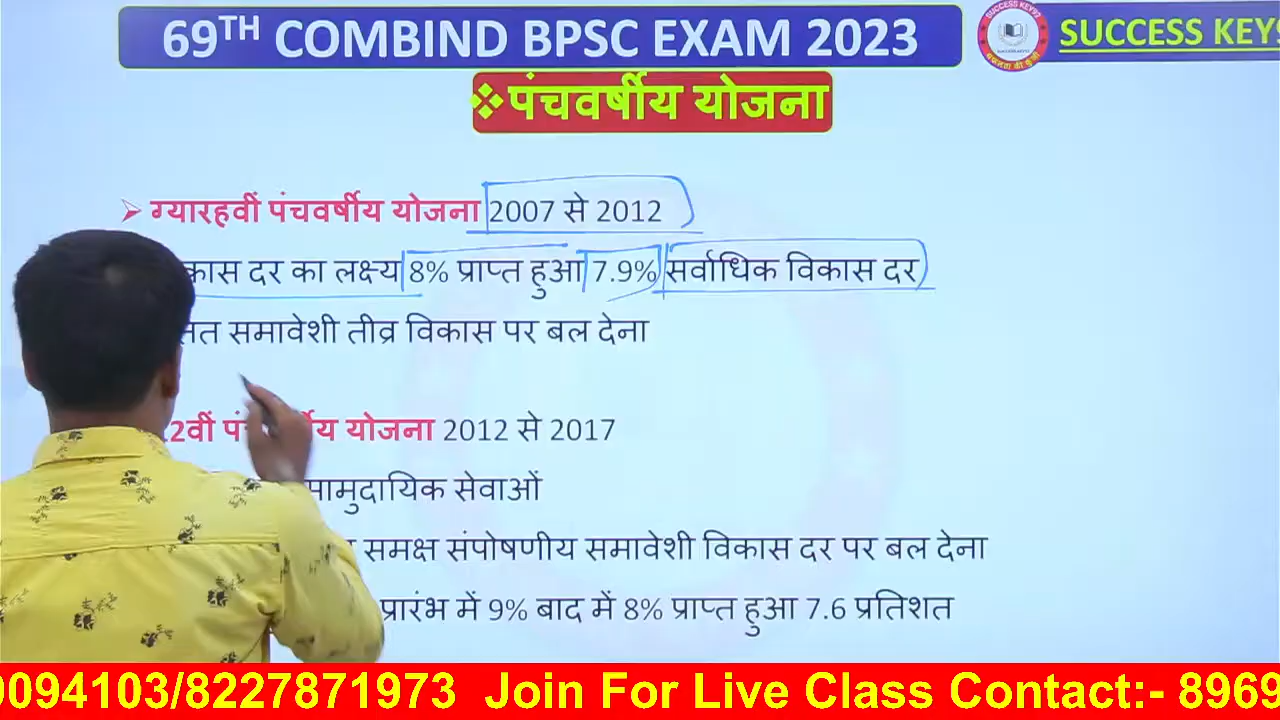 69TH COMBIND BPSC EXAM 2023
SUCCESS KEY
❖पंचवर्षीय योजना
➢ ग्यारहवीं पंचवर्षीय योजना 2007 से 2012
दर का लक्ष्य 8% प्राप्त हुआ 7.9% सर्वाधिक विकास दर
समावेशी तीव्र विकास पर बल देना
योजना 2012 से 2017
सामुदायिक सेवाओं
समक्ष संपोषणीय समावेशी विकास दर पर बल देना
प्रारंभ में 9% बाद में 8% प्राप्त हुआ 7.6 प्रतिशत
0094103/8227871973 Join For Live Class Contact:- 8969